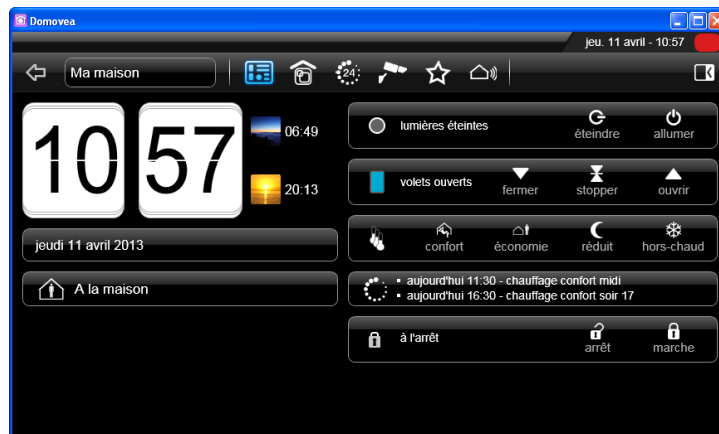 Domovea
jeu. 11 avril - 10:57
Ma maison
24
10 57
06:49
20:13
jeudi 11 avril 2013
A la maison
lumières éteintes
éteindre
allumer
volets ouverts
fermer
stopper
ouvrir
confort
économie
réduit
hors-chaud
aujourd'hui 11:30 - chauffage confort midi
aujourd'hui 16:30 - chauffage confort soir 17
à l'arrêt
arrêt
marche